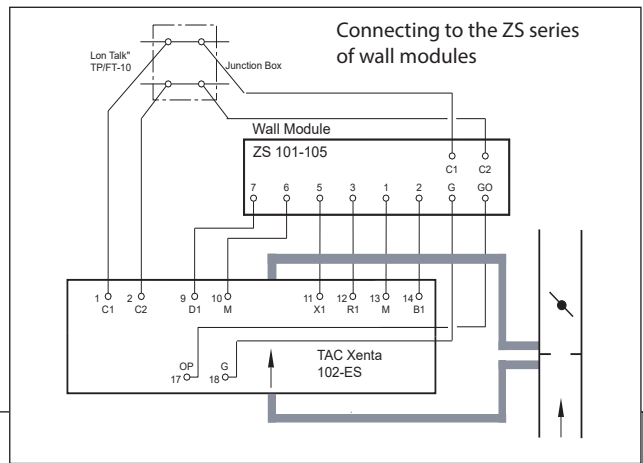 Connecting to the ZS series
of wall modules
Lon Talk"
TP/FT-10
Junction Box
Wall Module
ZS 101-105
C1 C2
7 6 5 3 1 2 G GO
1 2 9 10 11 12 13 14
C1 C2 D1 M X1 R1 M B1
TAC Xenta
102-ES
OP G
17 18